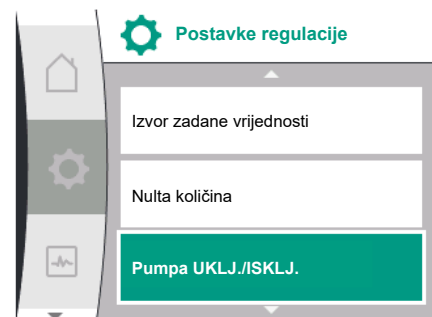 Postavke regulacije
Izvor zadane vrijednosti
Nulta količina
Pumpa UKLJ./ISKLJ.